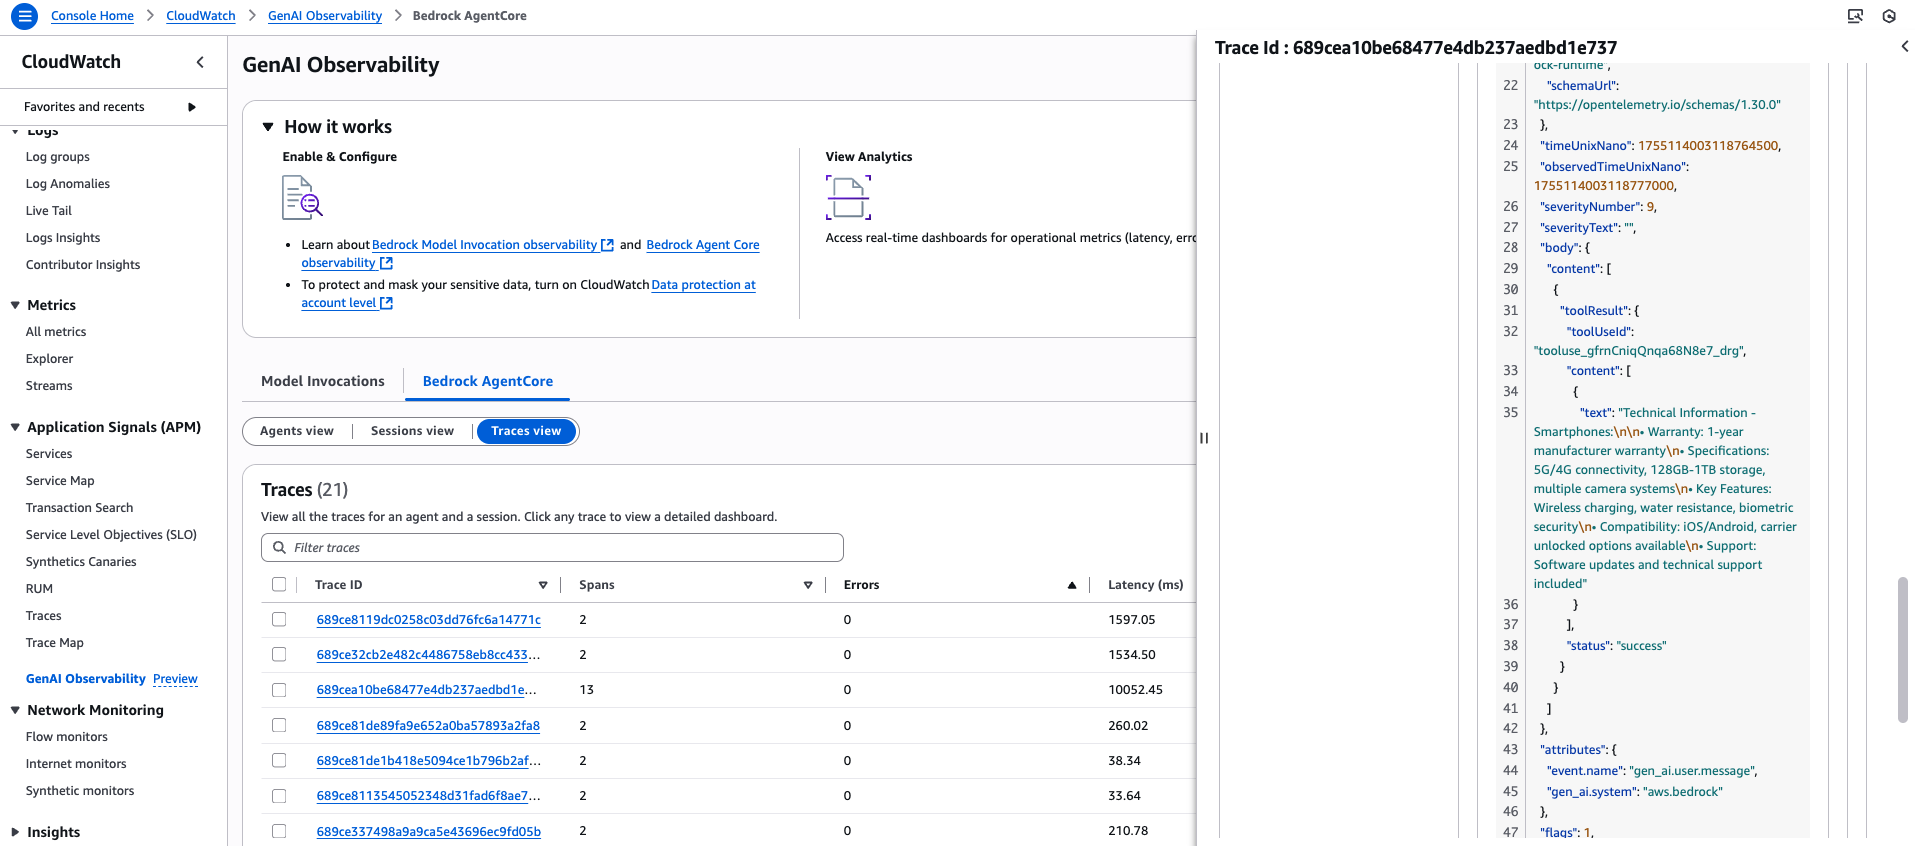 Console Home > CloudWatch > GenAI Observability > Bedrock AgentCore
CloudWatch
Favorites and recents
Logs
Log groups
Log Anomalies
Live Tail
Logs Insights
Contributor Insights
Metrics
All metrics
Explorer
Streams
Application Signals (APM)
Services
Service Map
Transaction Search
Service Level Objectives (SLO)
Synthetics Canaries
RUM
Traces
Trace Map
GenAI Observability Preview
Network Monitoring
Flow monitors
Internet monitors
Synthetic monitors
Insights
GenAI Observability
How it works
Enable & Configure
• Learn about Bedrock Model Invocation observability and Bedrock Agent Core
observability
• To protect and mask your sensitive data, turn on CloudWatch Data protection at
account level
View Analytics
Access real-time dashboards for operational metrics (latency, erro
Model Invocations
Bedrock AgentCore
Agents view
Sessions view
Traces view
Traces (21)
View all the traces for an agent and a session. Click any trace to view a detailed dashboard.
Filter traces
Trace ID Spans Errors Latency (ms)
689ce8119dc0258c03dd76fc6a14771c 2 0 1597.05
689ce32cb2e482c4486758eb8cc433... 2 0 1534.50
689cea10be68477e4db237aedbd1e... 13 0 10052.45
689ce81de89fa9e652a0ba57893a2fa8 2 0 260.02
689ce81de1b418e5094ce1b796b2af... 2 0 38.34
689ce8113545052348d31fad6f8ae7... 2 0 33.64
689ce337498a9a9ca5e43696ec9fd05b 2 0 210.78
Trace Id : 689cea10be68477e4db237aedbd1e737
ock-runtime",
22 "schemaUrl":
"https://opentelemetry.io/schemas/1.30.0"
23 },
24 "timeUnixNano": 1755114003118764500,
25 "observedTimeUnixNano":
1755114003118777000,
26 "severityNumber": 9,
27 "severityText": "",
28 "body": {
29 "content": [
30 {
31 "toolResult": {
32 "toolUseId":
"tooluse_gfrnCniqQnqa68N8e7_drg",
33 "content": [
34 {
35 "text": "Technical Information -
Smartphones:\n\n• Warranty: 1-year
manufacturer warranty\n• Specifications:
5G/4G connectivity, 128GB-1TB storage,
multiple camera systems\n• Key Features:
Wireless charging, water resistance, biometric
security\n• Compatibility: iOS/Android, carrier
unlocked options available\n• Support:
Software updates and technical support
included"
36 }
37 ],
38 "status": "success"
39 }
40 }
41 ]
42 },
43 "attributes": {
44 "event.name": "gen_ai.user.message",
45 "gen_ai.system": "aws.bedrock"
46 },
47 "flags": 1,